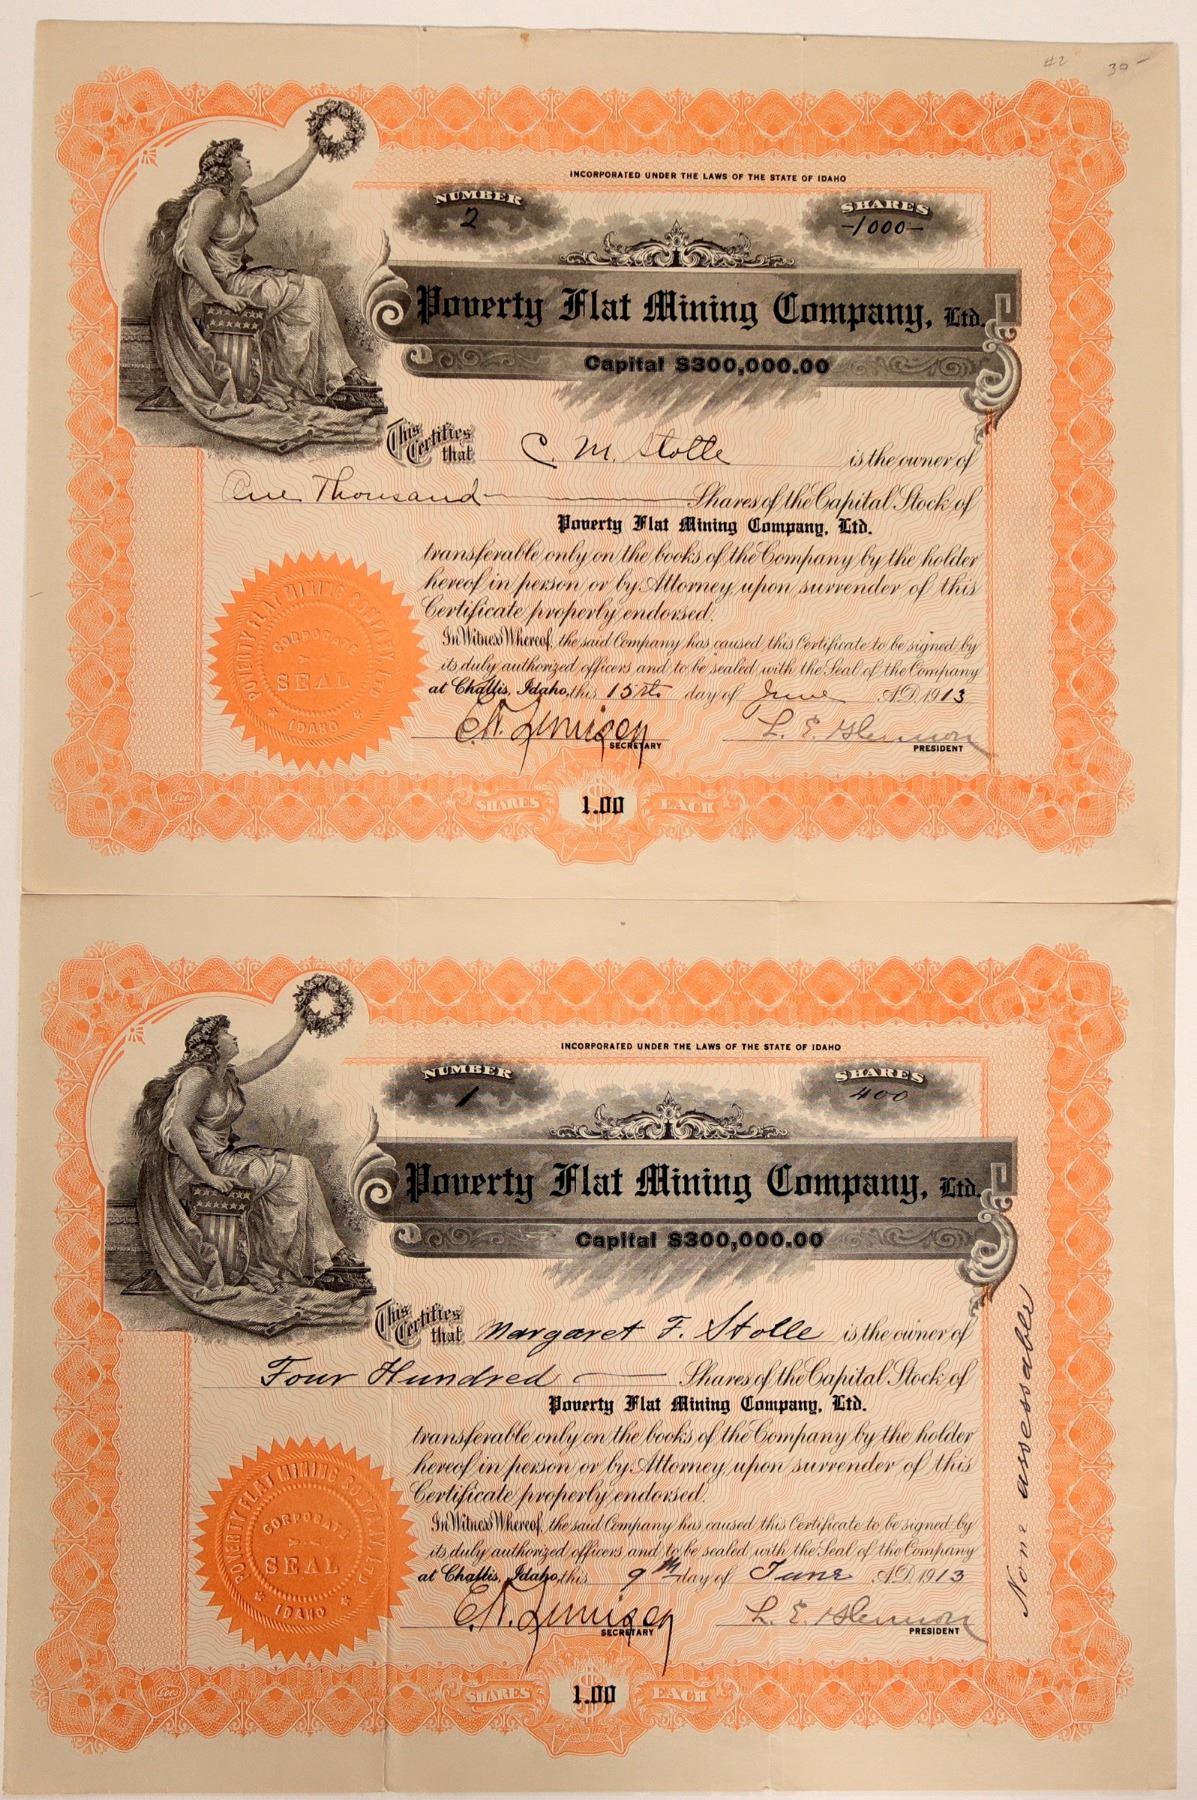 #2 30-
INCORPORATED UNDER THE LAWS OF THE STATE OF IDAHO
NUMBER
2
SHARES
-1000-
Poverty Flat Mining Company, Ltd.
Capital $300,000.00
This Certifies that C. M. Stolle is the owner of
One Thousand Shares of the Capital Stock of
Poverty Flat Mining Company, Ltd.
transferable only on the books of the Company by the holder
hereof in person or by Attorney upon surrender of this
Certificate properly endorsed.
In Witness Whereof, the said Company has caused this Certificate to be signed by
its duly authorized officers and to be sealed with the Seal of the Company
at Challis, Idaho, this 15th day of June A.D. 1913
L. E.
SECRETARY
PRESIDENT
POVERTY FLAT MINING COMPANY, LTD
CORPORATE
SEAL
IDAHO
SHARES 1.00 EACH
INCORPORATED UNDER THE LAWS OF THE STATE OF IDAHO
NUMBER
1
SHARES
400
Poverty Flat Mining Company, Ltd.
Capital $300,000.00
This Certifies that Margaret F. Stolle is the owner of
Four Hundred Shares of the Capital Stock of
Poverty Flat Mining Company, Ltd.
transferable only on the books of the Company by the holder
hereof in person or by Attorney, upon surrender of this
Certificate properly endorsed.
In Witness Whereof, the said Company has caused this Certificate to be signed by
its duly authorized officers and to be sealed with the Seal of the Company
at Challis, Idaho, this 9th day of June A.D. 1913
L. E.
SECRETARY
PRESIDENT
Non assessable
POVERTY FLAT MINING COMPANY, LTD
CORPORATE
SEAL
IDAHO
SHARES 1.00 EACH